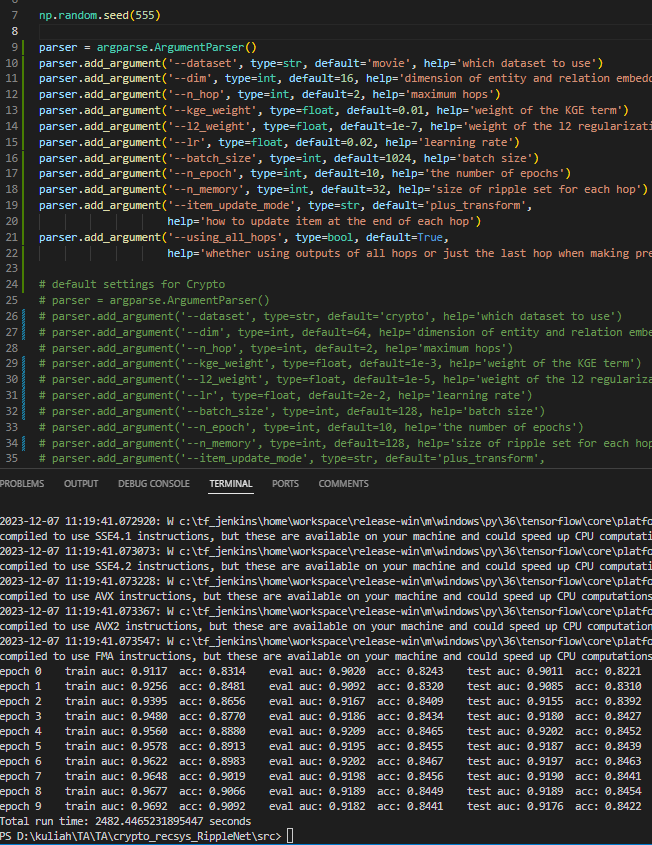 7 np.random.seed(555)
8
9 parser = argparse.ArgumentParser()
10 parser.add_argument('--dataset', type=str, default='movie', help='which dataset to use')
11 parser.add_argument('--dim', type=int, default=16, help='dimension of entity and relation embedd
12 parser.add_argument('--n_hop', type=int, default=2, help='maximum hops')
13 parser.add_argument('--kge_weight', type=float, default=0.01, help='weight of the KGE term')
14 parser.add_argument('--l2_weight', type=float, default=1e-7, help='weight of the l2 regularizati
15 parser.add_argument('--lr', type=float, default=0.02, help='learning rate')
16 parser.add_argument('--batch_size', type=int, default=1024, help='batch size')
17 parser.add_argument('--n_epoch', type=int, default=10, help='the number of epochs')
18 parser.add_argument('--n_memory', type=int, default=32, help='size of ripple set for each hop')
19 parser.add_argument('--item_update_mode', type=str, default='plus_transform',
20 help='how to update item at the end of each hop')
21 parser.add_argument('--using_all_hops', type=bool, default=True,
22 help='whether using outputs of all hops or just the last hop when making pre
23
24 # default settings for Crypto
25 # parser = argparse.ArgumentParser()
26 # parser.add_argument('--dataset', type=str, default='crypto', help='which dataset to use')
27 # parser.add_argument('--dim', type=int, default=64, help='dimension of entity and relation embe
28 # parser.add_argument('--n_hop', type=int, default=2, help='maximum hops')
29 # parser.add_argument('--kge_weight', type=float, default=1e-3, help='weight of the KGE term')
30 # parser.add_argument('--l2_weight', type=float, default=1e-5, help='weight of the l2 regulariza
31 # parser.add_argument('--lr', type=float, default=2e-2, help='learning rate')
32 # parser.add_argument('--batch_size', type=int, default=128, help='batch size')
33 # parser.add_argument('--n_epoch', type=int, default=10, help='the number of epochs')
34 # parser.add_argument('--n_memory', type=int, default=128, help='size of ripple set for each hop
35 # parser.add_argument('--item_update_mode', type=str, default='plus_transform',
PROBLEMS OUTPUT DEBUG CONSOLE TERMINAL PORTS COMMENTS
2023-12-07 11:19:41.072920: W c:\tf_jenkins\home\workspace\release-win\m\windows\py\36\tensorflow\core\platfo
compiled to use SSE4.1 instructions, but these are available on your machine and could speed up CPU computati
2023-12-07 11:19:41.073073: W c:\tf_jenkins\home\workspace\release-win\m\windows\py\36\tensorflow\core\platfo
compiled to use SSE4.2 instructions, but these are available on your machine and could speed up CPU computati
2023-12-07 11:19:41.073228: W c:\tf_jenkins\home\workspace\release-win\m\windows\py\36\tensorflow\core\platfo
compiled to use AVX instructions, but these are available on your machine and could speed up CPU computations
2023-12-07 11:19:41.073367: W c:\tf_jenkins\home\workspace\release-win\m\windows\py\36\tensorflow\core\platfo
compiled to use AVX2 instructions, but these are available on your machine and could speed up CPU computation
2023-12-07 11:19:41.073547: W c:\tf_jenkins\home\workspace\release-win\m\windows\py\36\tensorflow\core\platfo
compiled to use FMA instructions, but these are available on your machine and could speed up CPU computations
epoch 0 train auc: 0.9117 acc: 0.8314 eval auc: 0.9020 acc: 0.8243 test auc: 0.9011 acc: 0.8221
epoch 1 train auc: 0.9256 acc: 0.8481 eval auc: 0.9092 acc: 0.8320 test auc: 0.9085 acc: 0.8310
epoch 2 train auc: 0.9395 acc: 0.8656 eval auc: 0.9167 acc: 0.8409 test auc: 0.9155 acc: 0.8392
epoch 3 train auc: 0.9480 acc: 0.8770 eval auc: 0.9186 acc: 0.8434 test auc: 0.9180 acc: 0.8427
epoch 4 train auc: 0.9560 acc: 0.8880 eval auc: 0.9209 acc: 0.8465 test auc: 0.9202 acc: 0.8452
epoch 5 train auc: 0.9578 acc: 0.8913 eval auc: 0.9195 acc: 0.8455 test auc: 0.9187 acc: 0.8439
epoch 6 train auc: 0.9622 acc: 0.8983 eval auc: 0.9202 acc: 0.8467 test auc: 0.9197 acc: 0.8463
epoch 7 train auc: 0.9648 acc: 0.9019 eval auc: 0.9198 acc: 0.8456 test auc: 0.9190 acc: 0.8441
epoch 8 train auc: 0.9677 acc: 0.9066 eval auc: 0.9189 acc: 0.8449 test auc: 0.9189 acc: 0.8454
epoch 9 train auc: 0.9692 acc: 0.9092 eval auc: 0.9182 acc: 0.8441 test auc: 0.9176 acc: 0.8422
Total run time: 2482.4465231895447 seconds
PS D:\kuliah\TA\TA\crypto_recsys_RippleNet\src>